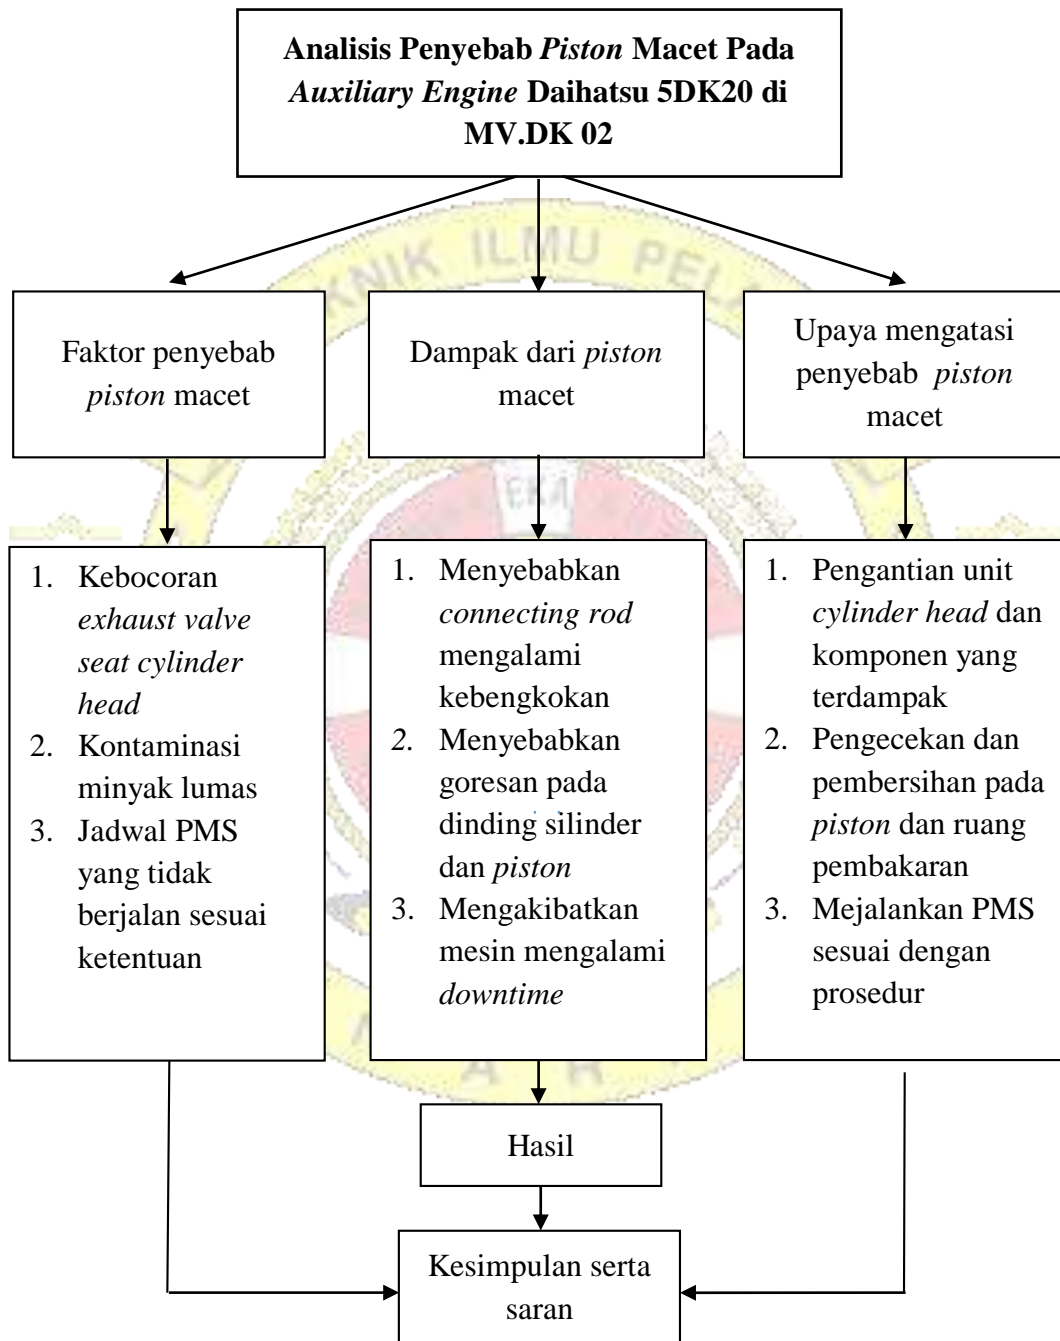 Analisis Penyebab Piston Macet Pada
Auxiliary Engine Daihatsu 5DK20 di
MV.DK 02
KNIK ILMU PELA
Faktor penyebab
piston macet
Dampak dari piston
macet
Upaya mengatasi
penyebab piston
macet
EKA
1. Kebocoran
exhaust valve
seat cylinder
head
2. Kontaminasi
minyak lumas
3. Jadwal PMS
yang tidak
berjalan sesuai
ketentuan
1. Menyebabkan
connecting rod
mengalami
kebengkokan
2. Menyebabkan
goresan pada
dinding silinder
dan piston
3. Mengakibatkan
mesin mengalami
downtime
1. Pengantian unit
cylinder head dan
komponen yang
terdampak
2. Pengecekan dan
pembersihan pada
piston dan ruang
pembakaran
3. Mejalankan PMS
sesuai dengan
prosedur
A R
Hasil
Kesimpulan serta
saran